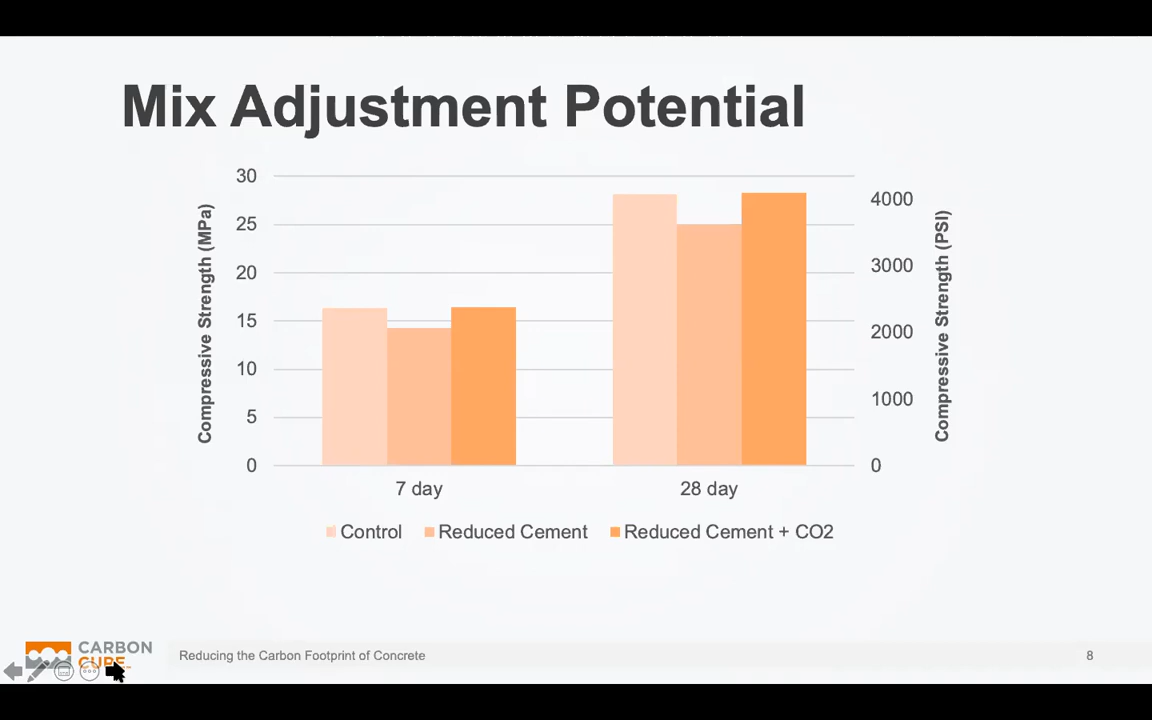 Mix Adjustment Potential
30
25
20
15
10
5
0
Compressive Strength (MPa)
4000
3000
2000
1000
0
Compressive Strength (PSI)
7 day
28 day
Control
Reduced Cement
Reduced Cement + CO2
CARBON
CURE
Reducing the Carbon Footprint of Concrete
8